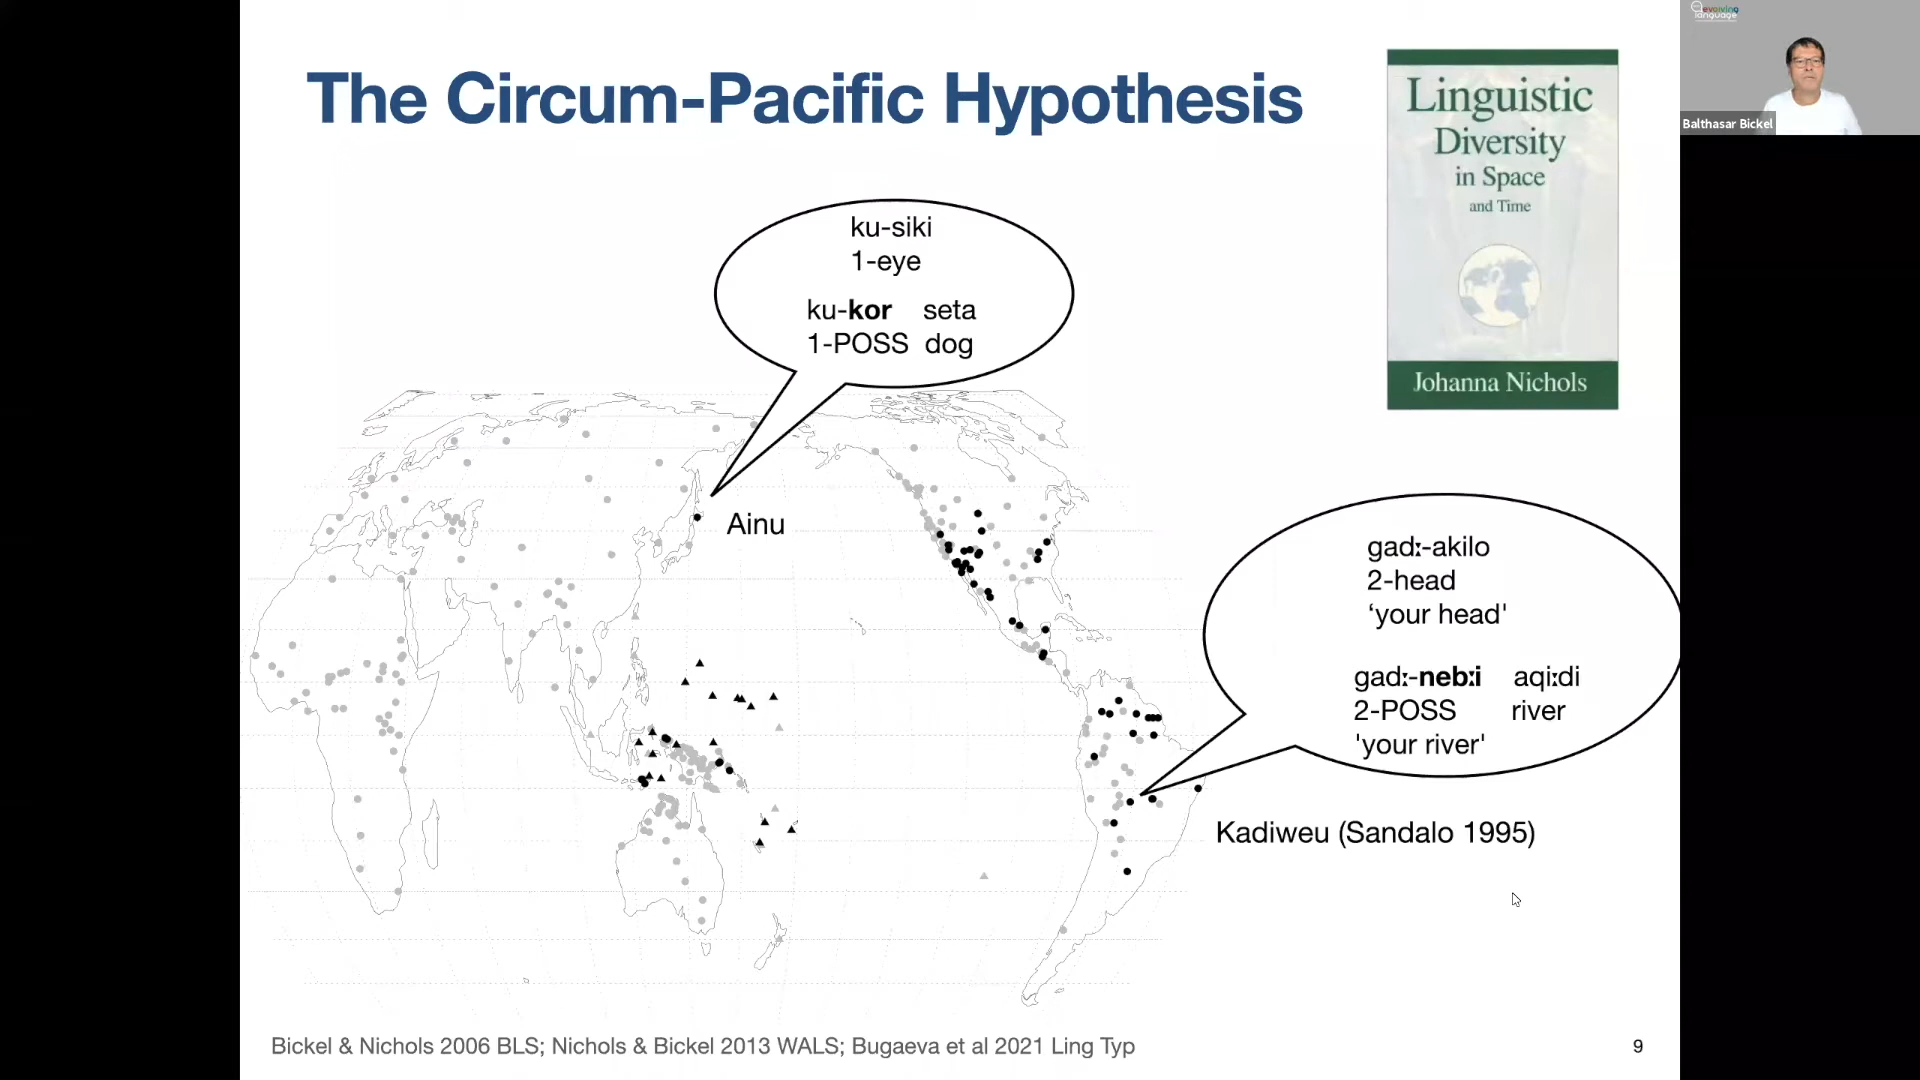 The Circum-Pacific Hypothesis
Linguistic
Diversity
in Space
and Time
Johanna Nichols
evolving
language
Balthasar Bickel
ku-siki
1-eye
ku-kor seta
1-POSS dog
Ainu
gadː-akilo
2-head
‘your head'
gadː-nebːi aqiːdi
2-POSS river
'your river'
Kadiweu (Sandalo 1995)
Bickel & Nichols 2006 BLS; Nichols & Bickel 2013 WALS; Bugaeva et al 2021 Ling Typ
9